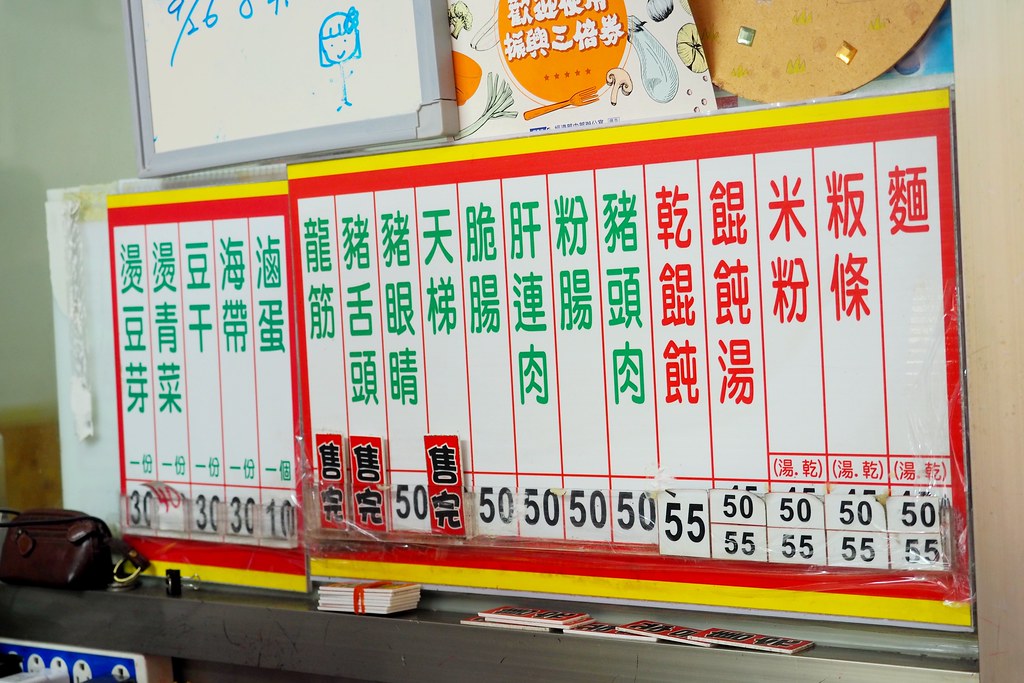 9/26
歡迎使用
振興三倍券
麵 (湯.乾) 50 55
粄條 (湯.乾) 50 55
米粉 (湯.乾) 50 55
餛飩湯 50 55
乾餛飩 55
豬頭肉 50
粉腸 50
肝連肉 50
脆腸 50
天梯 售完
豬眼睛 50
豬舌頭 售完
龍筋 售完
滷蛋 一個 10
海帶 一份 30
豆干 一份 30
燙青菜 一份 40
燙豆芽 一份 30